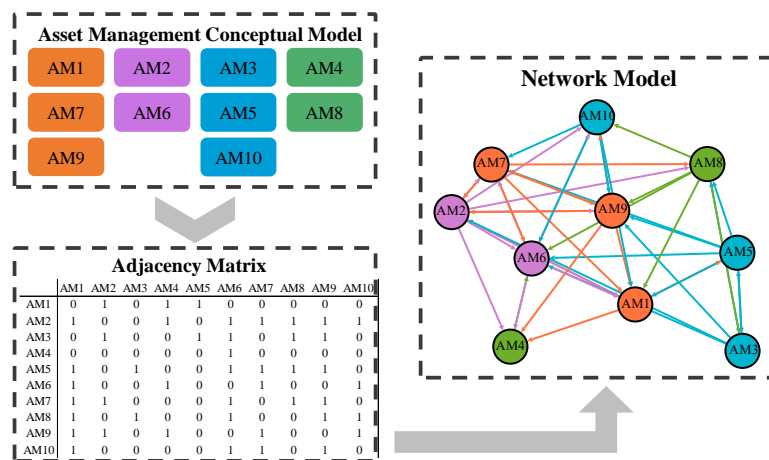 Asset Management Conceptual Model
AM1 AM2 AM3 AM4
AM7 AM6 AM5 AM8
AM9 AM10
Adjacency Matrix
AM1 AM2 AM3 AM4 AM5 AM6 AM7 AM8 AM9 AM10
AM1 0 1 0 1 1 0 0 0 0 0
AM2 1 0 0 1 0 1 1 1 1 1
AM3 0 1 0 0 1 1 0 1 1 0
AM4 0 0 0 0 0 1 0 0 0 0
AM5 1 0 1 0 0 1 1 1 1 0
AM6 1 0 0 1 0 0 1 0 0 1
AM7 1 1 0 0 0 1 0 1 1 0
AM8 1 0 1 0 0 1 0 0 1 1
AM9 1 1 0 1 0 0 1 0 0 1
AM10 1 0 0 0 0 1 1 0 1 0
Network Model
AM10
AM7
AM8
AM2
AM9
AM6
AM5
AM1
AM4
AM3